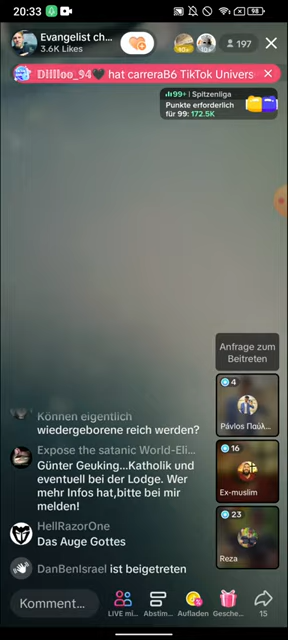 20:33
98
Evangelist ch...
3.6K Likes
197
𝔻𝕀𝕝𝕝𝕝𝕠𝕠_94🖤 hat carreraB6 TikTok Univers
99+ | Spitzenliga
Punkte erforderlich
für 99: 172.5K
Anfrage zum
Beitreten
4
Pávlos Παύλ...
16
Ex-muslim
23
Reza
Können eigentlich
wiedergeborene reich werden?
Expose the satanic World-Eli...
Günter Geuking...Katholik und
eventuell bei der Lodge. Wer
mehr Infos hat,bitte bei mir
melden!
HellRazorOne
Das Auge Gottes
DanBenIsrael ist beigetreten
Komment...
LIVE mi...
Abstim...
Aufladen
Gesche...
15